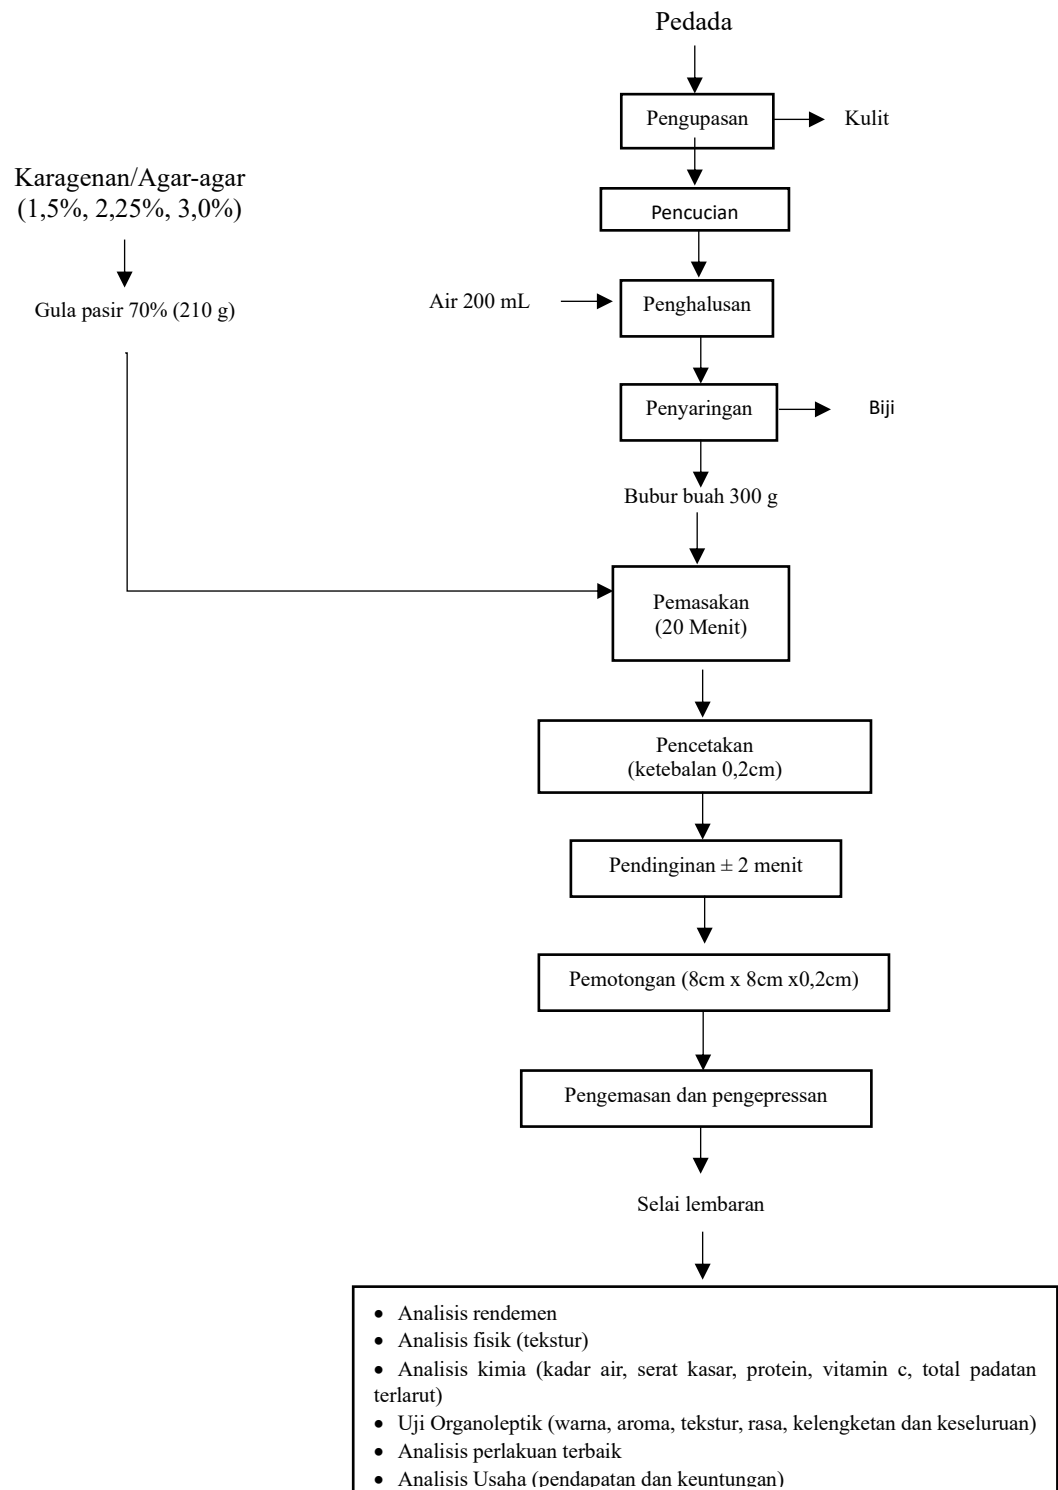 Pedada
Pengupasan
Kulit
Karagenan/Agar-agar
(1,5%, 2,25%, 3,0%)
Pencucian
Gula pasir 70% (210 g)
Air 200 mL
Penghalusan
Penyaringan
Biji
Bubur buah 300 g
Pemasakan
(20 Menit)
Pencetakan
(ketebalan 0,2cm)
Pendinginan ± 2 menit
Pemotongan (8cm x 8cm x0,2cm)
Pengemasan dan pengepressan
Selai lembaran
• Analisis rendemen
• Analisis fisik (tekstur)
• Analisis kimia (kadar air, serat kasar, protein, vitamin c, total padatan
terlarut)
• Uji Organoleptik (warna, aroma, tekstur, rasa, kelengketan dan keseluruan)
• Analisis perlakuan terbaik
• Analisis Usaha (pendapatan dan keuntungan)